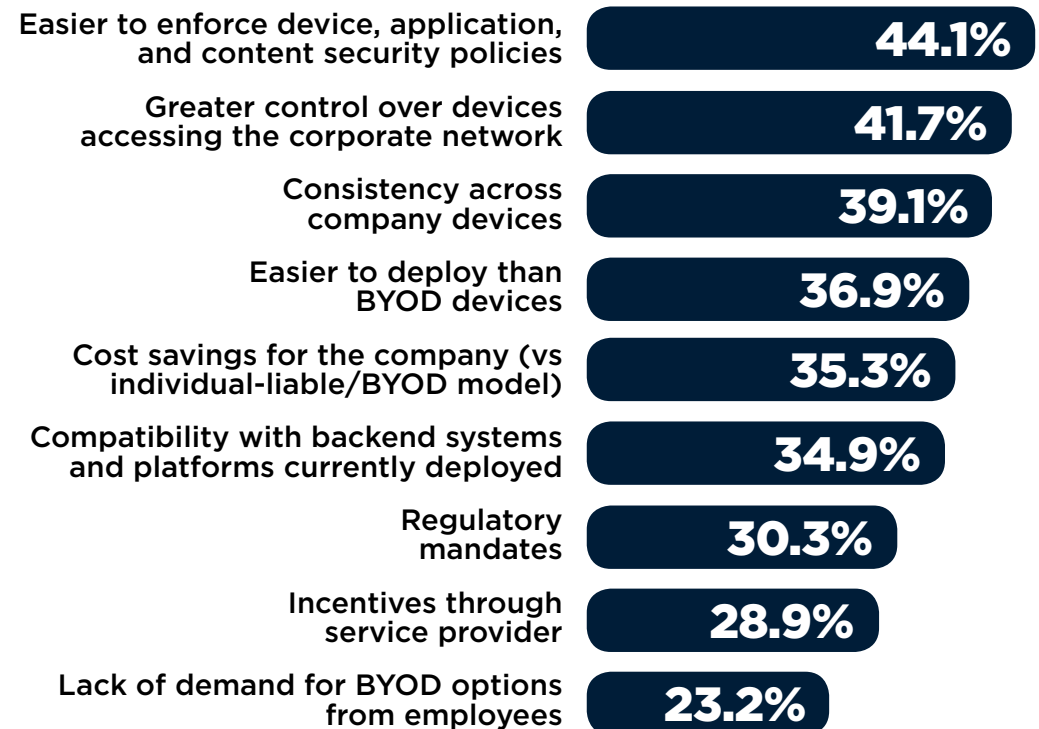 Easier to enforce device, application,
and content security policies
44.1%
Greater control over devices
accessing the corporate network
41.7%
Consistency across
company devices
39.1%
Easier to deploy than
BYOD devices
36.9%
Cost savings for the company (vs
individual-liable/BYOD model)
35.3%
Compatibility with backend systems
and platforms currently deployed
34.9%
Regulatory
mandates
30.3%
Incentives through
service provider
28.9%
Lack of demand for BYOD options
from employees
23.2%